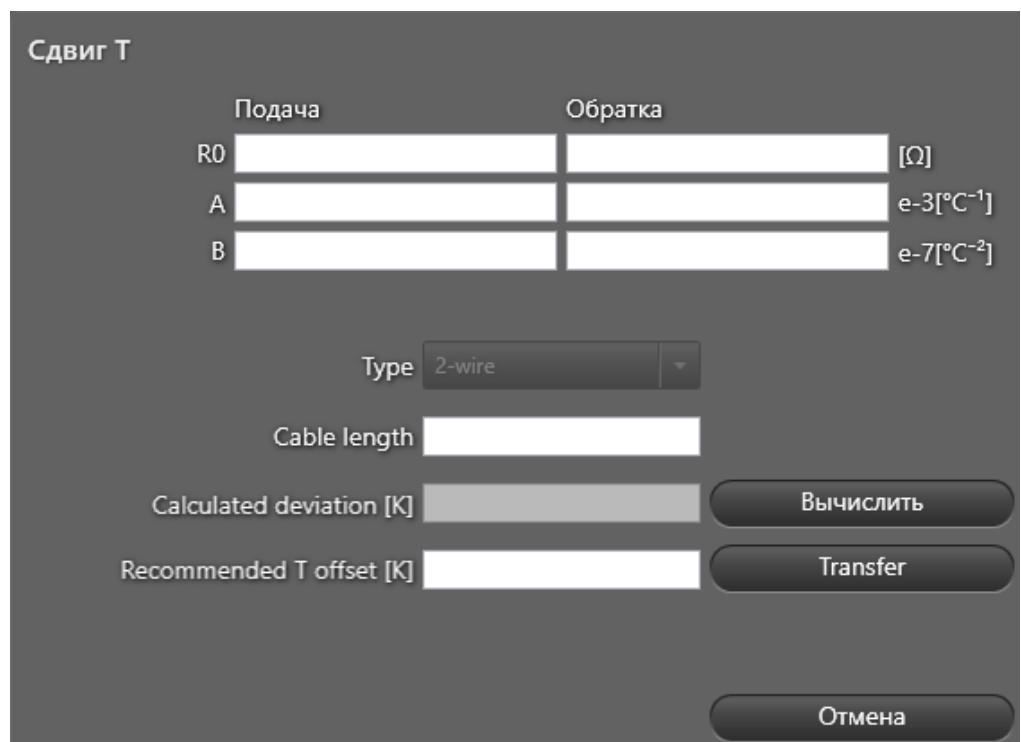 Сдвиг T
Подача Обратка
R0 [Ω]
A e-3[°C⁻¹]
B e-7[°C⁻²]
Type 2-wire
Cable length
Calculated deviation [K] Вычислить
Recommended T offset [K] Transfer
Отмена